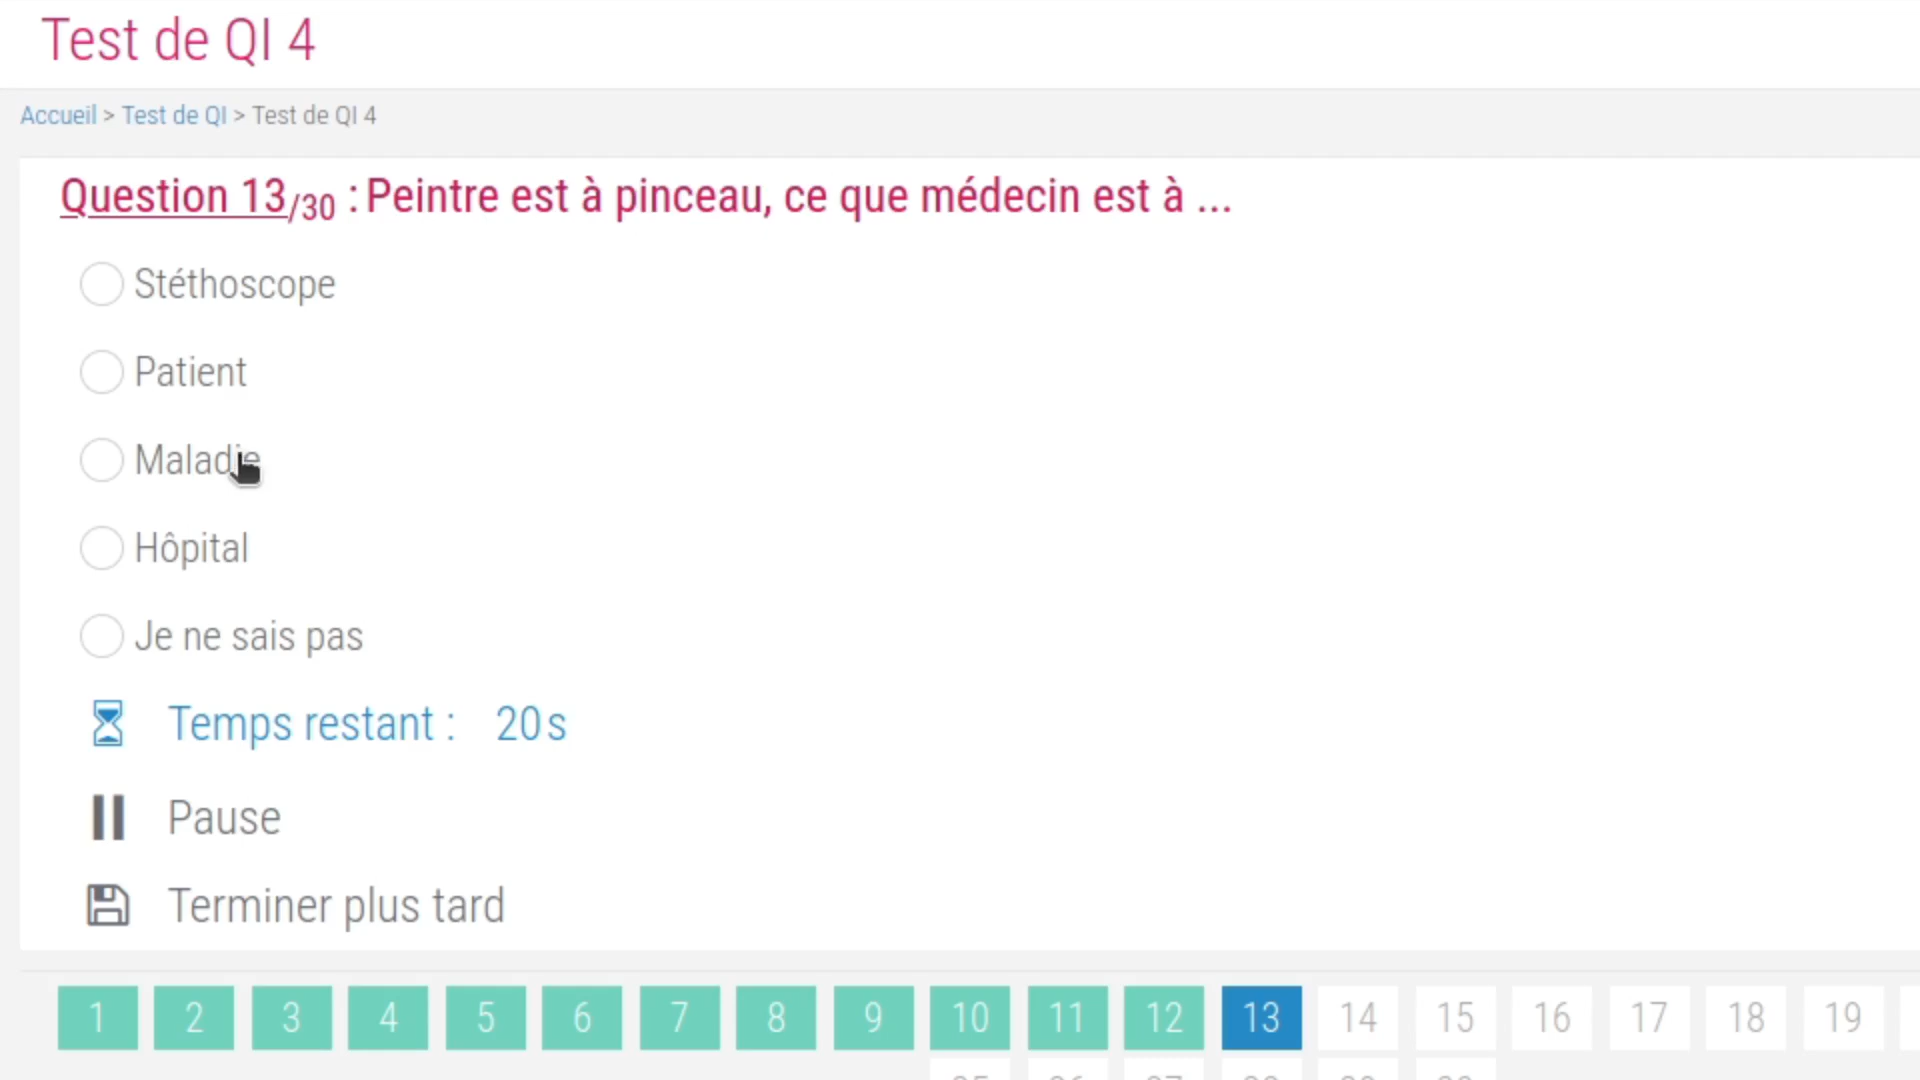 Test de QI 4
Accueil > Test de QI > Test de QI 4
Question 13/30 : Peintre est à pinceau, ce que médecin est à ...
Stéthoscope
Patient
Maladie
Hôpital
Je ne sais pas
Temps restant : 20 s
Pause
Terminer plus tard
1 2 3 4 5 6 7 8 9 10 11 12 13 14 15 16 17 18 19